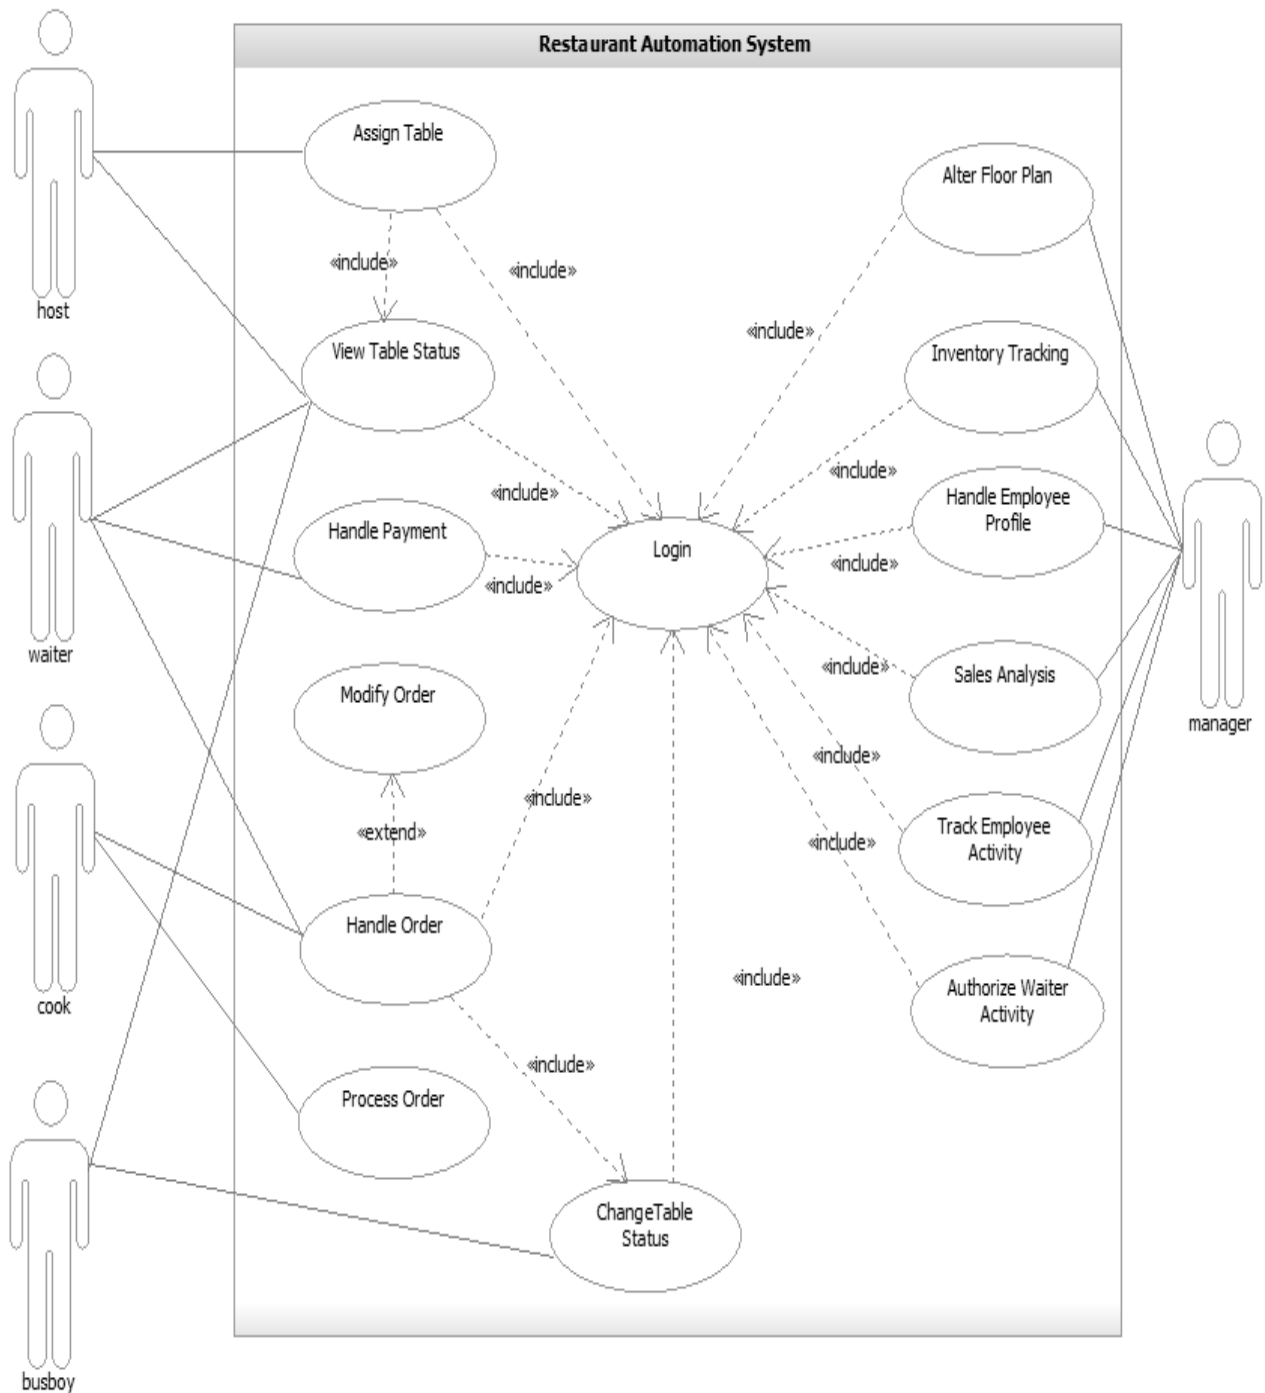 Restaurant Automation System
Assign Table
Alter Floor Plan
«include»
«include»
host
«include»
View Table Status
Inventory Tracking
«include»
«include»
Handle Employee
Profile
Handle Payment
Login
«include»
«include»
waiter
«include»
Sales Analysis
Modify Order
manager
«include»
«include»
Track Employee
Activity
«extend»
«include»
Handle Order
«include»
Authorize Waiter
Activity
cook
«include»
Process Order
ChangeTable
Status
busboy